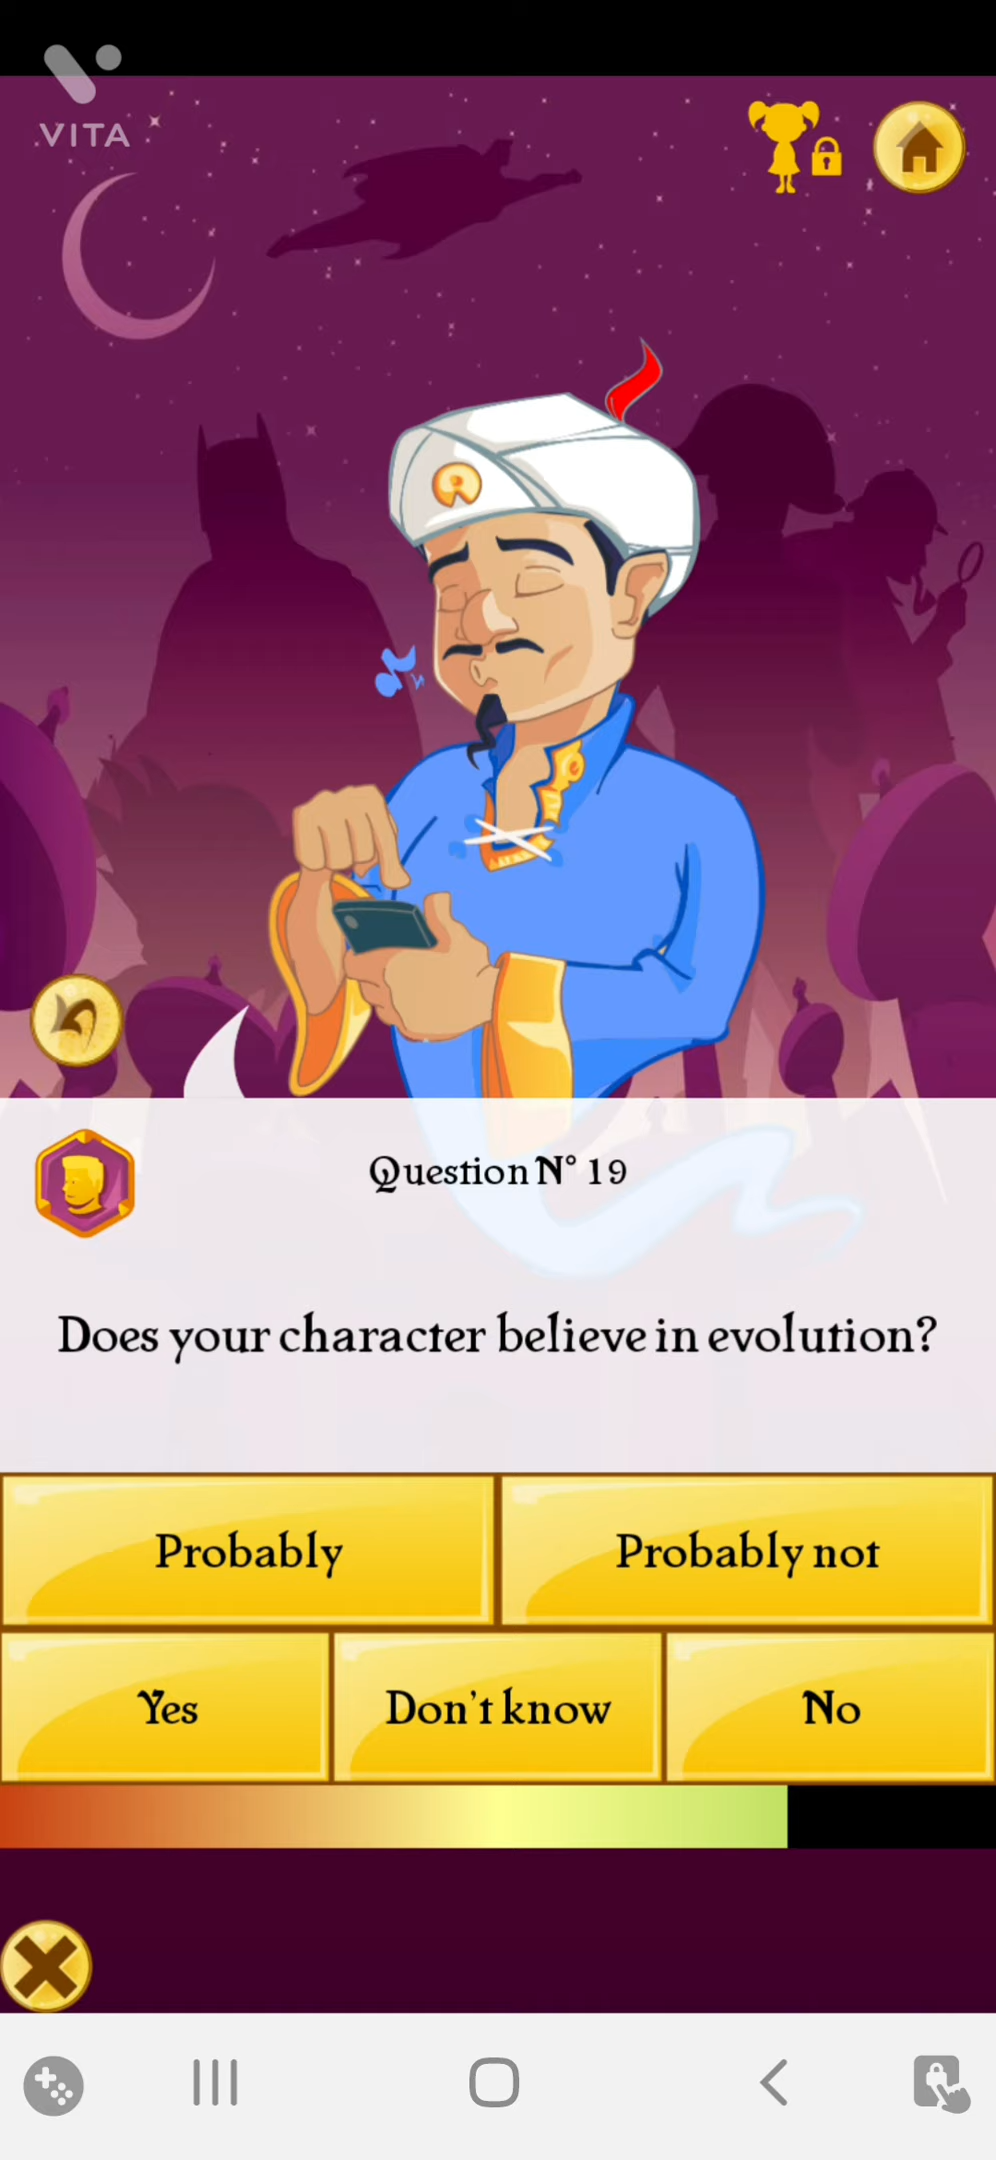 VITA
Question N° 19
Does your character believe in evolution?
Probably
Probably not
Yes
Don't know
No